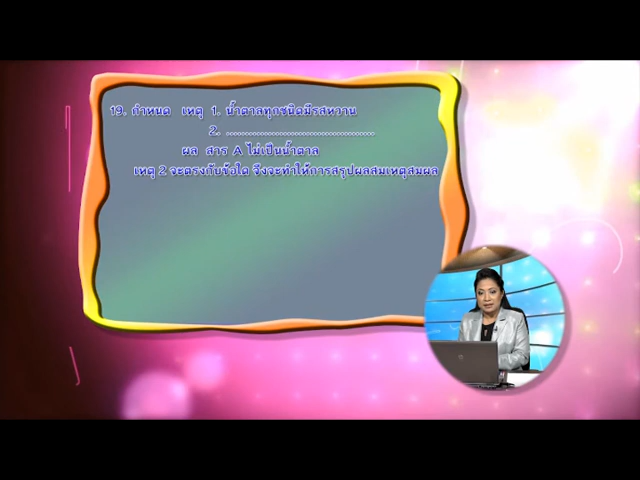 19. กำหนด เหตุ 1. น้ำตาลทุกชนิดมีรสหวาน
2. .......................................
ผล สาร A ไม่เป็นน้ำตาล
เหตุ 2 จะตรงกับข้อใด จึงจะทำให้การสรุปผลสมเหตุสมผล